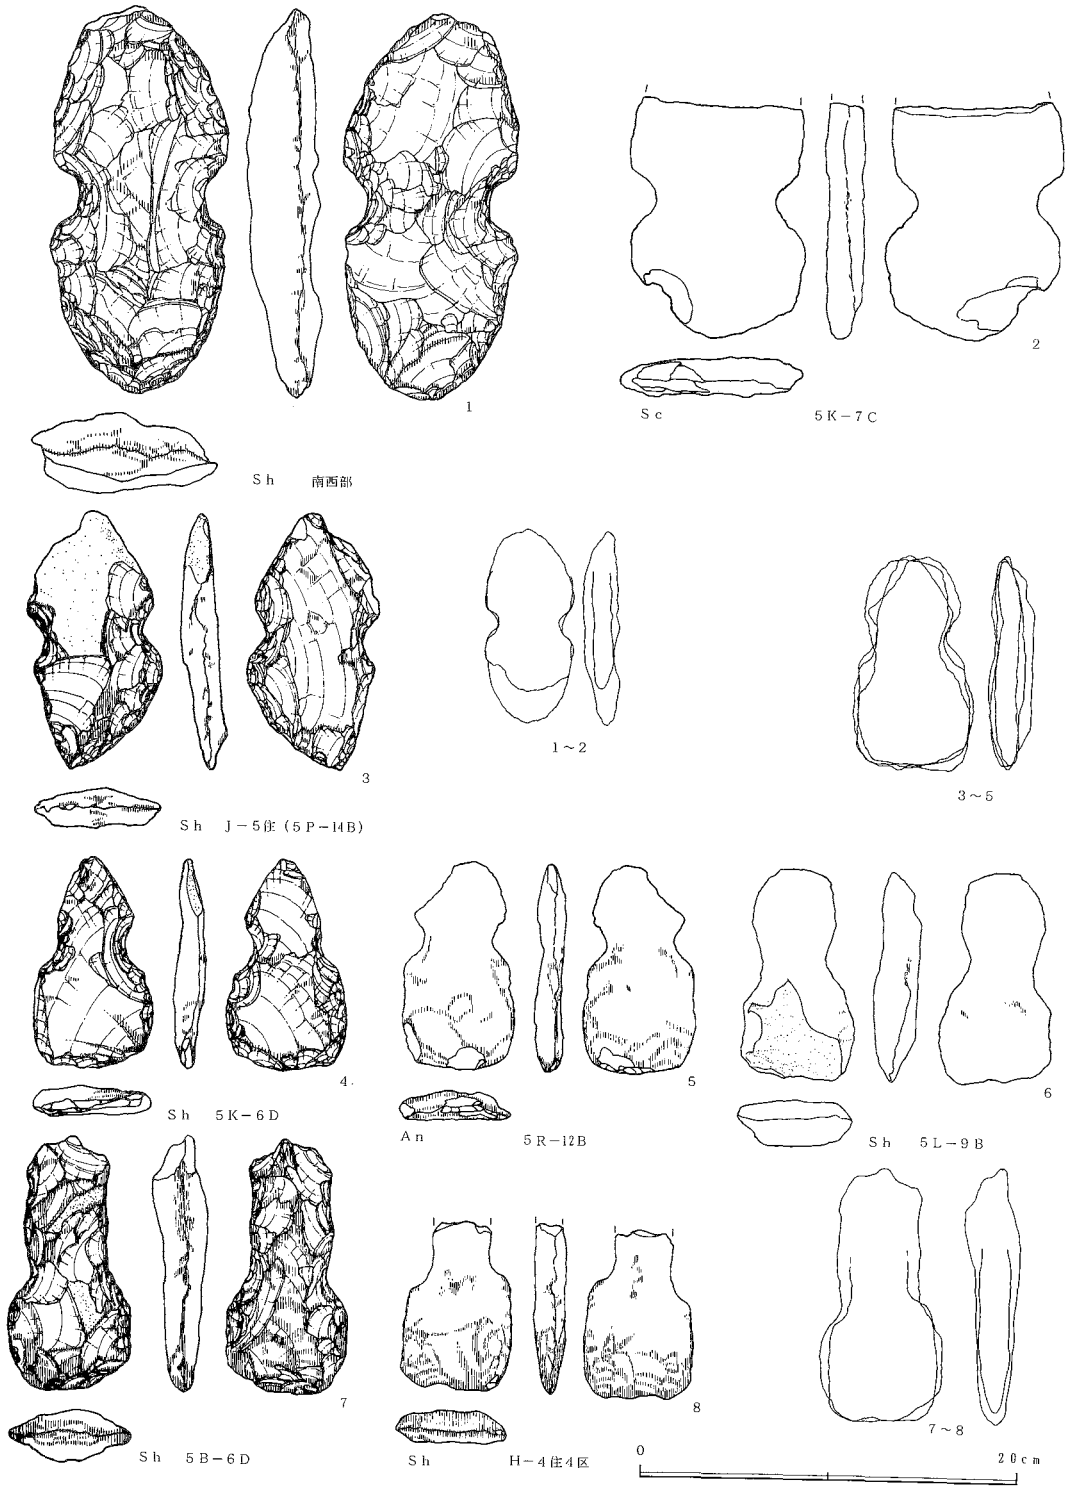 1
2
Sc 5K-7C
Sh 南西部
3
1~2
3~5
Sh J-5住(5P-14B)
4
5
6
Sh 5K-6D
An 5R-12B
Sh 5L-9B
7
8
7~8
Sh 5B-6D
Sh H-4住4区
0 20cm